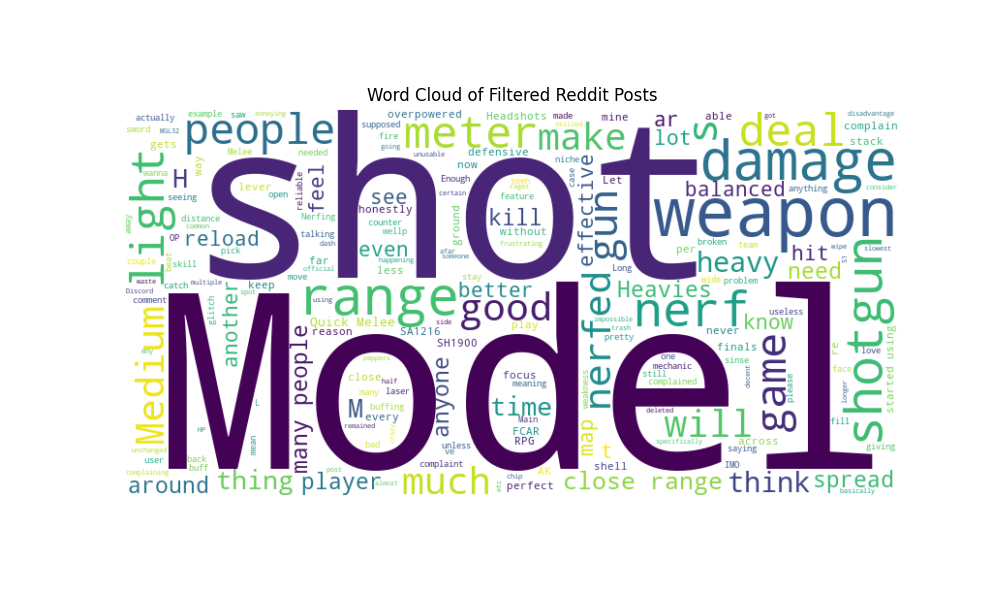 Word Cloud of Filtered Reddit Posts
actually
example
saw
annoying
overpowered
Headshots
made
mine
ar
able
got
disadvantage
sword
MGL32
people
supposed
fire
going
meter
skilled
make
lot
s
deal
complain
gets
way
Melee
needed
unusable
defensive
niche
stack
light
H
feel
shot
damage
wanna
seeing
lever
open
reliable
see
now
Enough
certain
seen
rages
feature
case
Let
balanced
anything
consider
distance
common
Nerfing
honestly
counter
wellp
ground
kill
without
effective
gun
weapon
away
OP
reload
talking
dash
even
happening
afar
someone
frustrating
per
broken
team
hit
wipe
S1
slowest
couple
beat
skill
pick
far
official
less
Long
heavy
aide
problem
need
catch
keep
move
stay
better
Heavies
waste
multiple
Discord
spot
using
range
good
nerfed
impossible
trash
pretty
nerf
never
know
useless
shotgun
comment
glitch
another
Quick Melee
reason
SA1216
side
play
SH1900
finals
re
love
Medium
many people
peppers
close
half
laser
many
buffing
M
every
remained
anyone
focus
meaning
time
Main
FCAR
RPG
weakness
one
mechanic
since
still
complained
decent
game
please
face
longer
started using
Model
L
HP
mean
deleted
will
fill
unchanged
bad
unless
ve
map
t
specifically
across
saying
giving
complaining
user
back
buff
post
almost
complaint
AK
shell
IMO
around
thing
player
much
chip
etc
perfect
close range
think
spread
basically